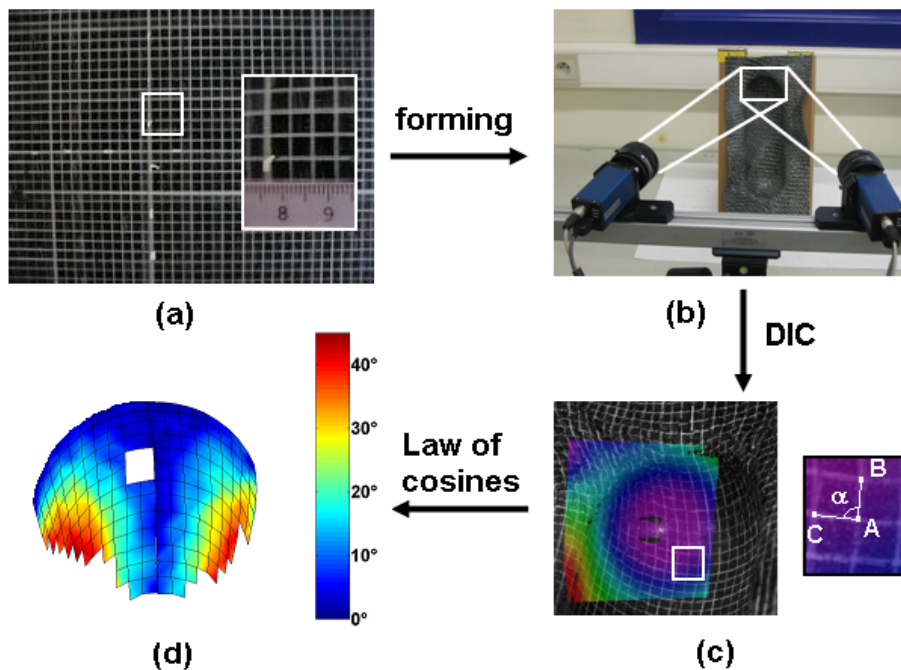 8 9
forming
(a)
(b)
DIC
40°
30°
20°
10°
0°
Law of
cosines
B
α
C
A
(d)
(c)